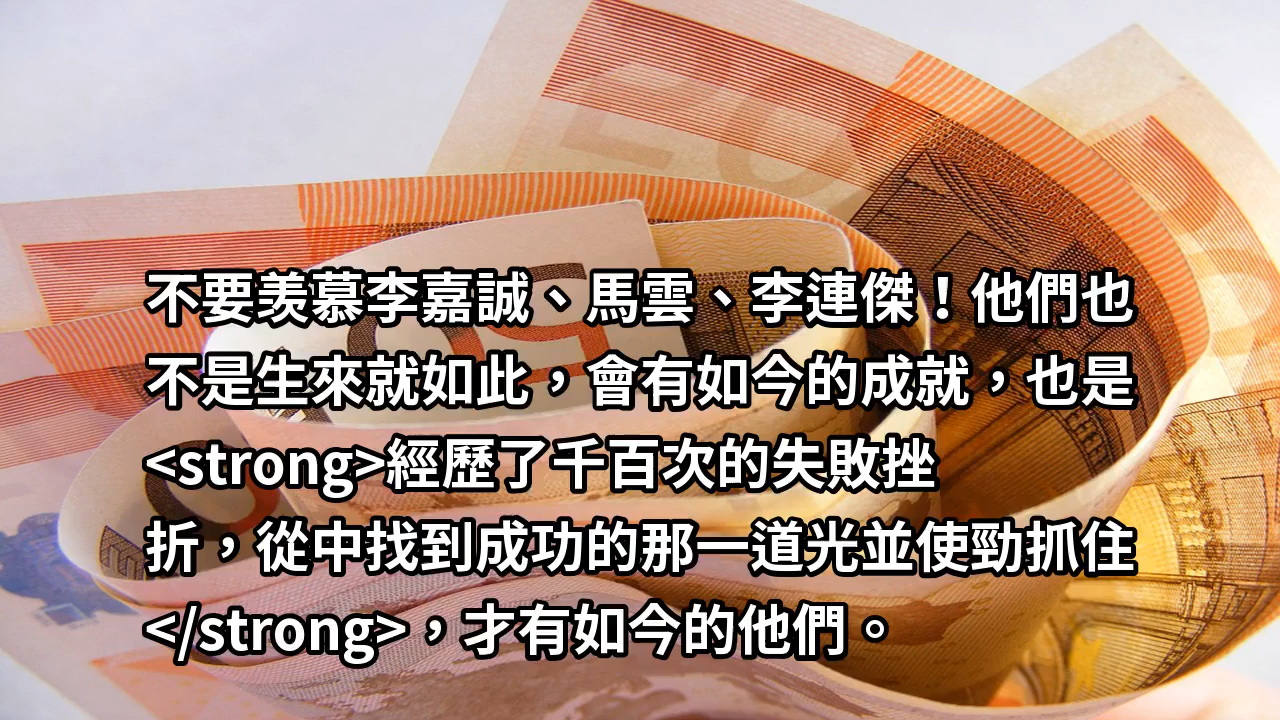 不要羨慕李嘉誠、馬雲、李連傑！他們也
不是生來就如此，會有如今的成就，也是
<strong>經歷了千百次的失敗挫
折，從中找到成功的那一道光並使勁抓住
</strong>，才有如今的他們。